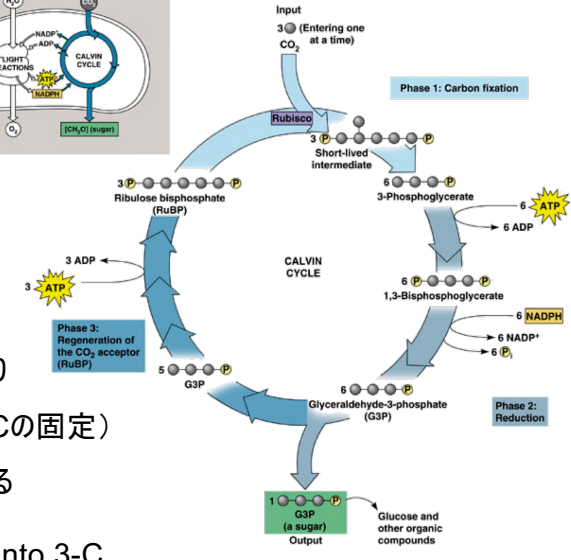 H₂O
CO₂
NADP⁺
ADP
LIGHT
REACTIONS
CALVIN
CYCLE
ATP
NADPH
O₂
[CH₂O] (sugar)
Input
3 (Entering one
at a time)
CO₂
Phase 1: Carbon fixation
Rubisco
3 P P
Short-lived
intermediate
3 P P
Ribulose bisphosphate
(RuBP)
6 P
3-Phosphoglycerate
6 ATP
6 ADP
3 ADP
3 ATP
CALVIN
CYCLE
6 P P
1,3-Bisphosphoglycerate
6 NADPH
6 NADP⁺
6 Pᵢ
Phase 3:
Regeneration of
the CO₂ acceptor
(RuBP)
5 P
G3P
6 P
Glyceraldehyde-3-phosphate
(G3P)
Phase 2:
Reduction
Cの固定）
る
1 P
G3P
(a sugar)
Output
Glucose and
other organic
compounds
nto 3-C